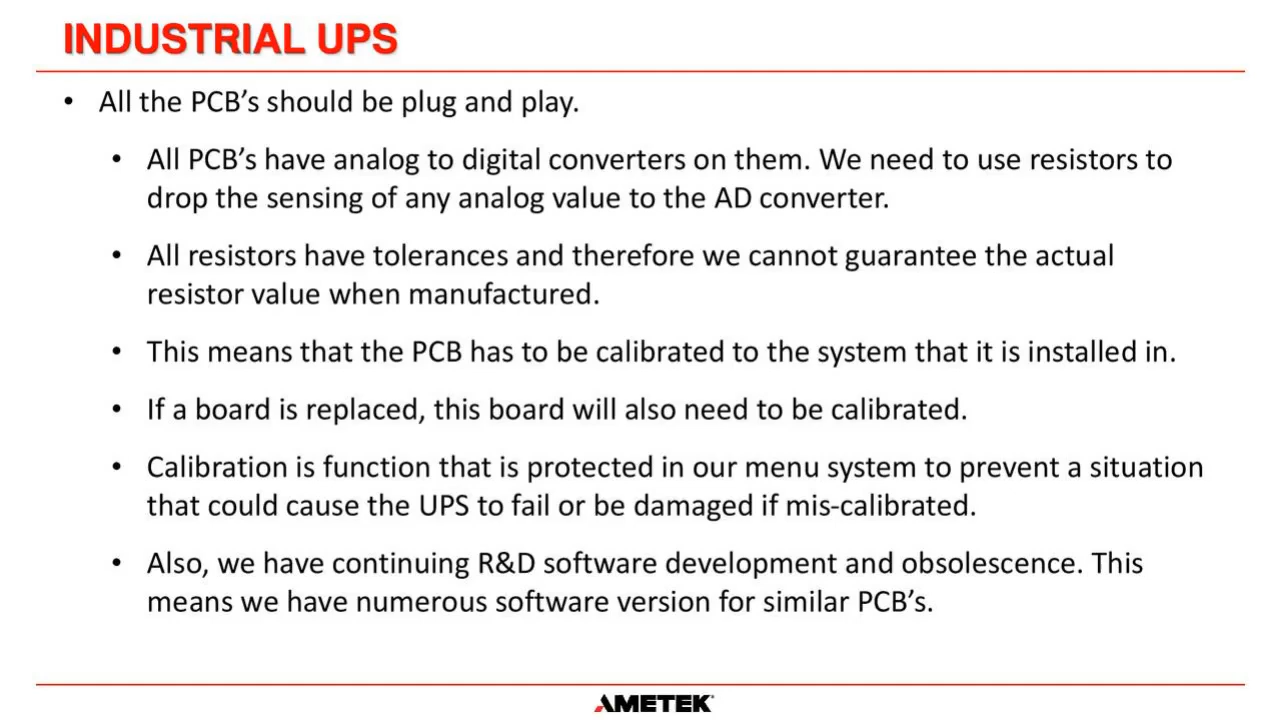 INDUSTRIAL UPS
• All the PCB’s should be plug and play.
• All PCB’s have analog to digital converters on them. We need to use resistors to
drop the sensing of any analog value to the AD converter.
• All resistors have tolerances and therefore we cannot guarantee the actual
resistor value when manufactured.
• This means that the PCB has to be calibrated to the system that it is installed in.
• If a board is replaced, this board will also need to be calibrated.
• Calibration is function that is protected in our menu system to prevent a situation
that could cause the UPS to fail or be damaged if mis-calibrated.
• Also, we have continuing R&D software development and obsolescence. This
means we have numerous software version for similar PCB’s.
AMETEK